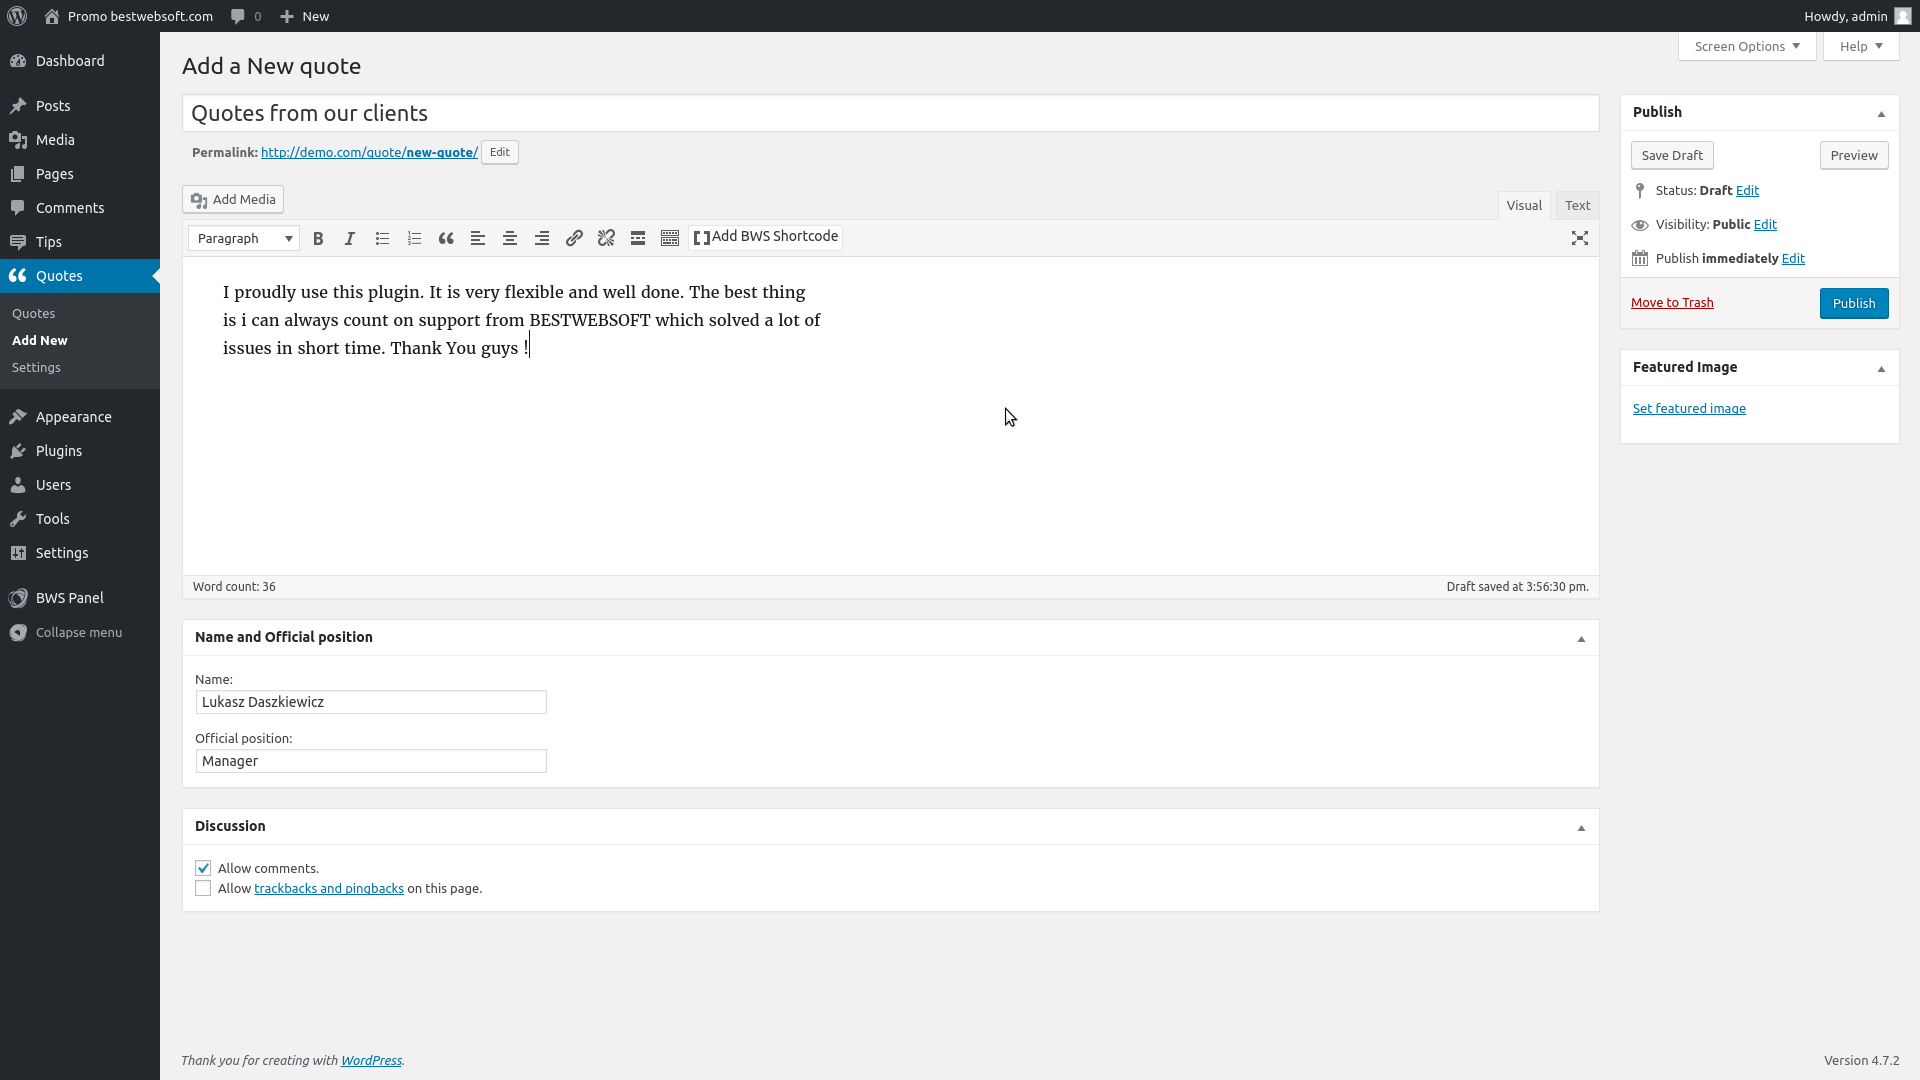 Promo bestwebsoft.com 0 New Howdy, admin
Screen Options Help
Dashboard
Posts
Media
Pages
Comments
Tips
Quotes
Quotes
Add New
Settings
Appearance
Plugins
Users
Tools
Settings
BWS Panel
Collapse menu
Add a New quote
Quotes from our clients
Permalink: http://demo.com/quote/new-quote/ Edit
Add Media Visual Text
Paragraph Add BWS Shortcode
I proudly use this plugin. It is very flexible and well done. The best thing
is i can always count on support from BESTWEBSOFT which solved a lot of
issues in short time. Thank You guys !
Word count: 36 Draft saved at 3:56:30 pm.
Name and Official position
Name:
Lukasz Daszkiewicz
Official position:
Manager
Discussion
Allow comments.
Allow trackbacks and pingbacks on this page.
Publish
Save Draft Preview
Status: Draft Edit
Visibility: Public Edit
Publish immediately Edit
Move to Trash Publish
Featured Image
Set featured image
Thank you for creating with WordPress. Version 4.7.2